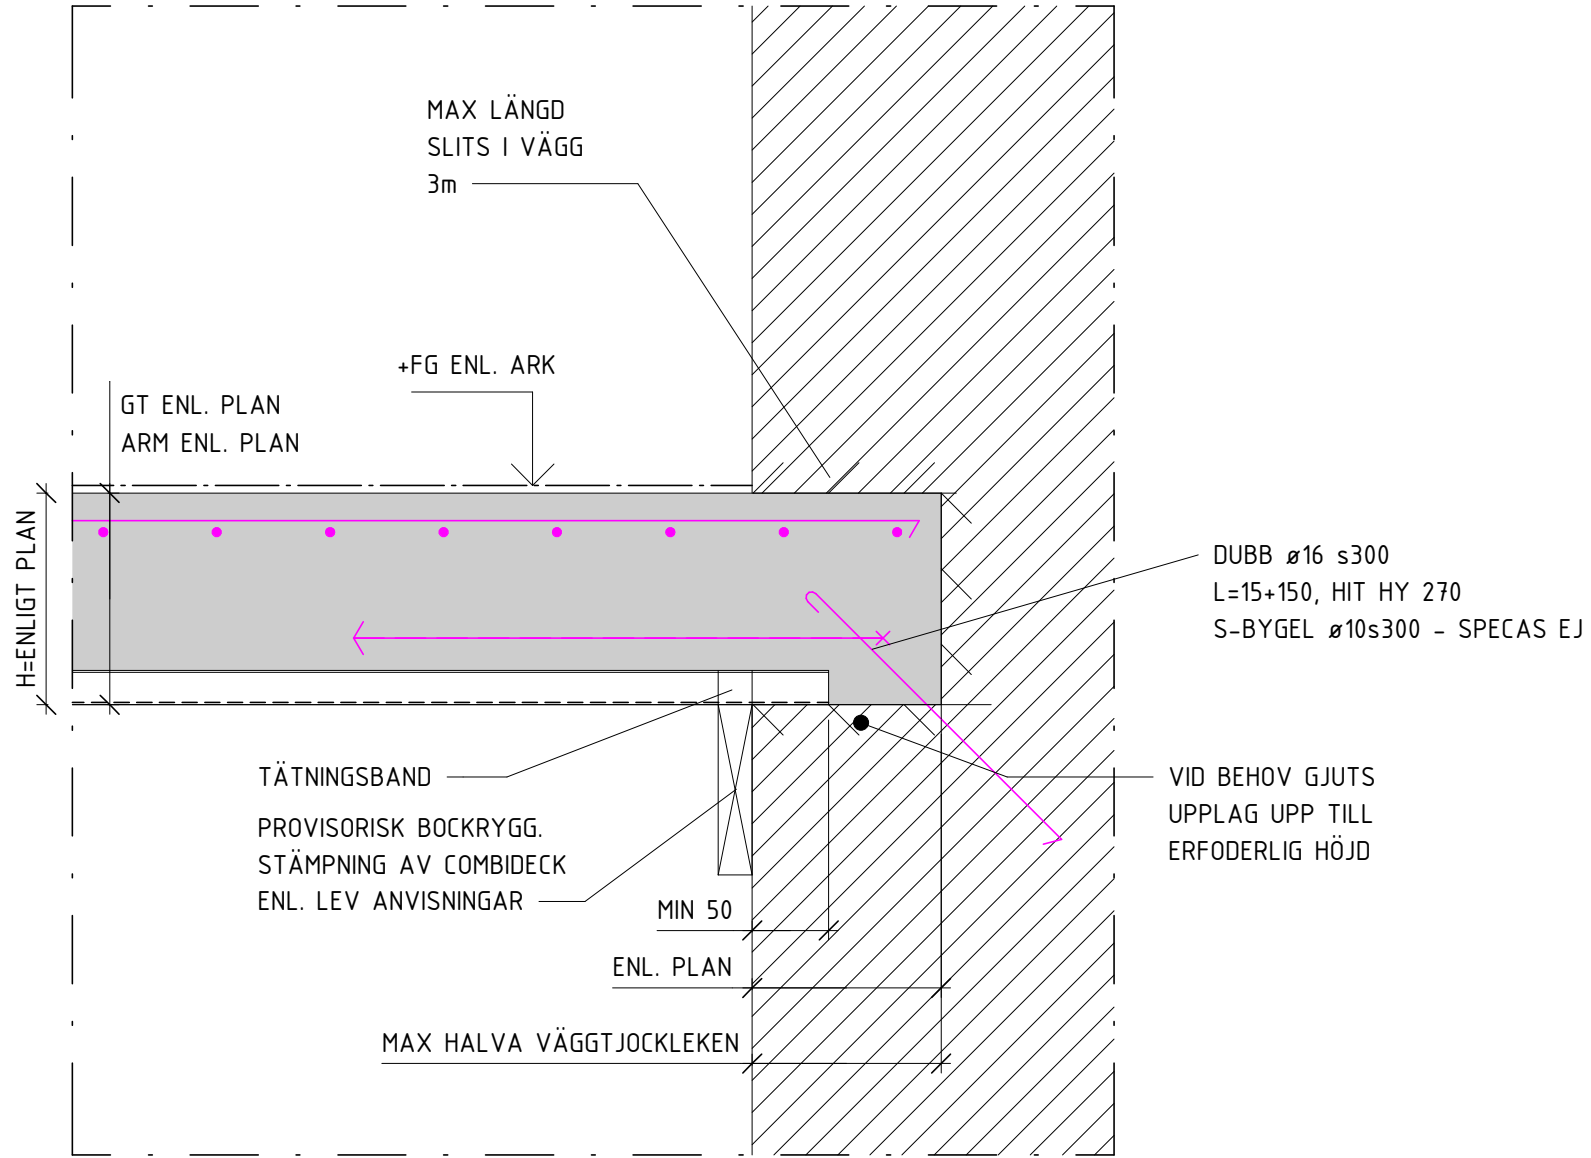 MAX LÄNGD
SLITS I VÄGG
3m
+FG ENL. ARK
GT ENL. PLAN
ARM ENL. PLAN
H=ENLIGT PLAN
DUBB ø16 s300
L=15+150, HIT HY 270
S-BYGEL ø10s300 - SPECAS EJ
TÄTNINGSBAND
PROVISORISK BOCKRYGG.
STÄMPNING AV COMBIDECK
ENL. LEV ANVISNINGAR
VID BEHOV GJUTS
UPPLAG UPP TILL
ERFODERLIG HÖJD
MIN 50
ENL. PLAN
MAX HALVA VÄGGTJOCKLEKEN